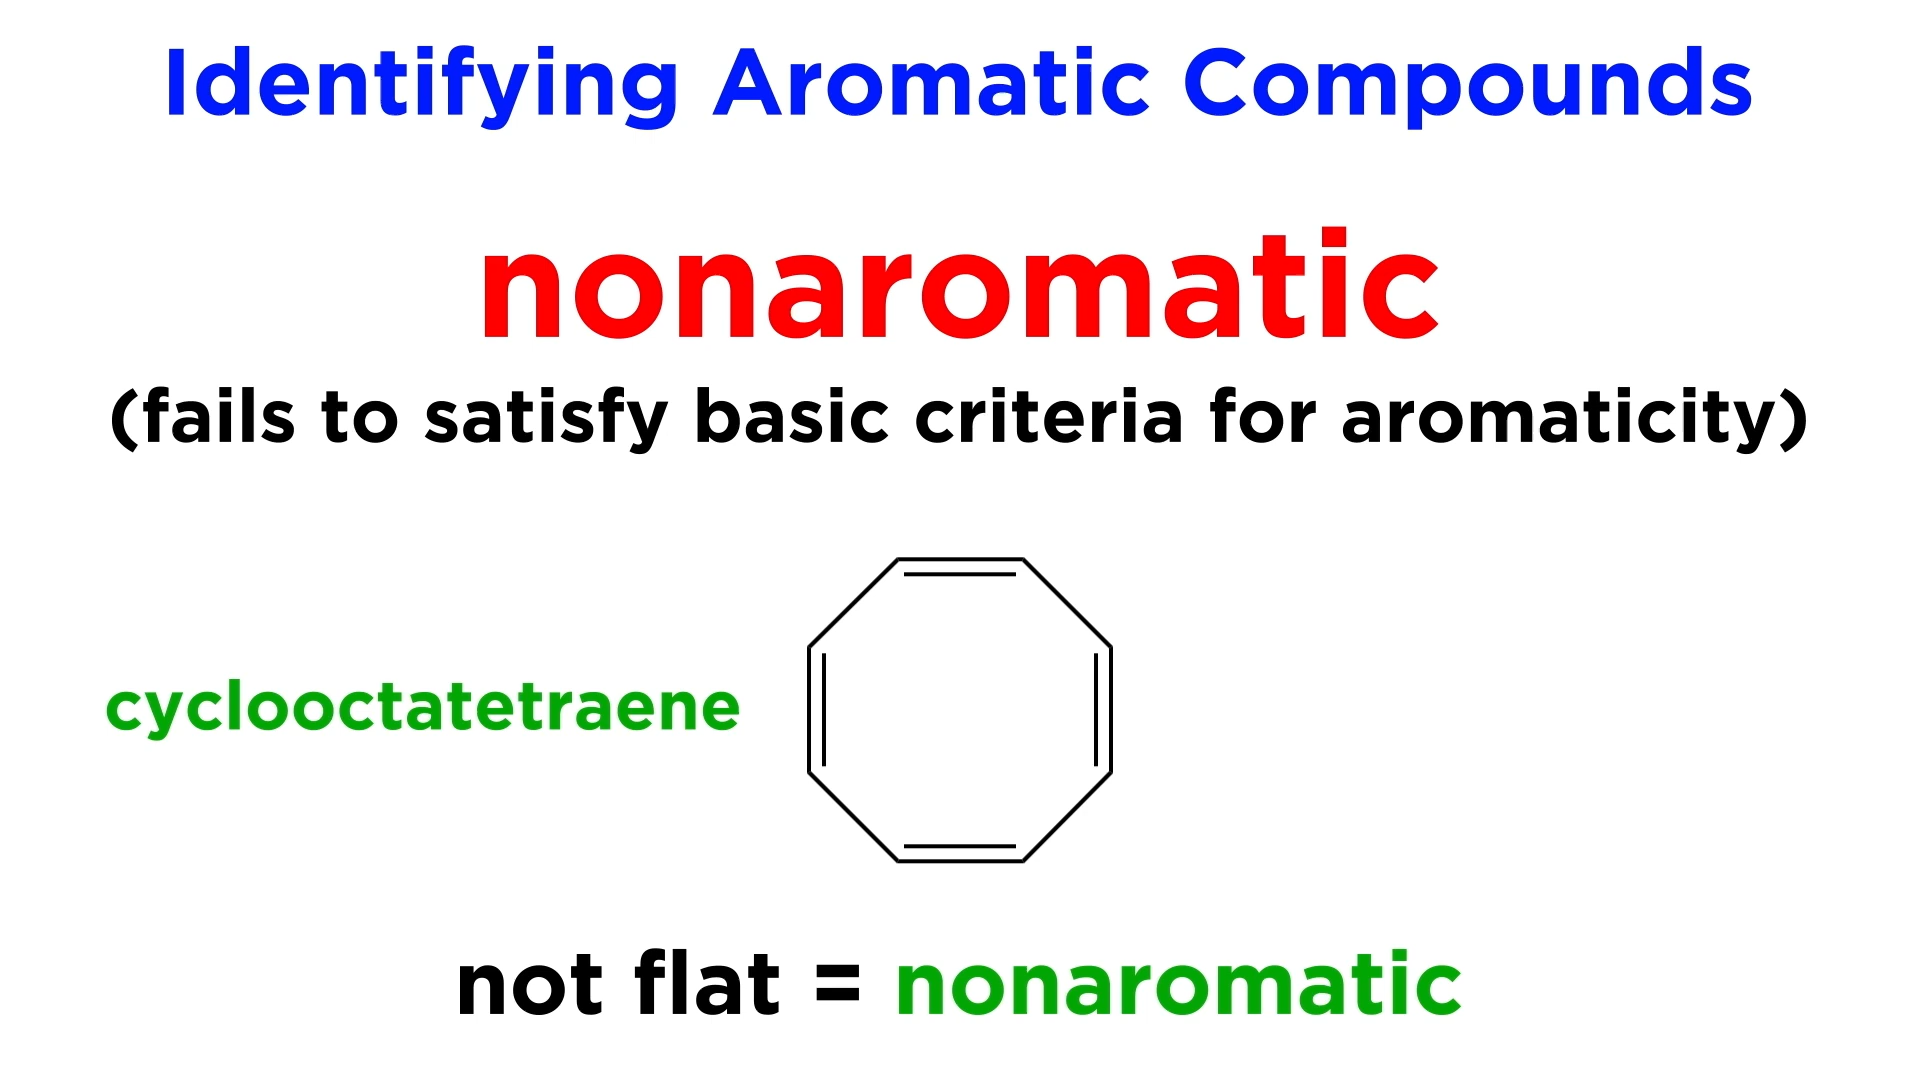 Identifying Aromatic Compounds
nonaromatic
(fails to satisfy basic criteria for aromaticity)
cyclooctatetraene
not flat = nonaromatic